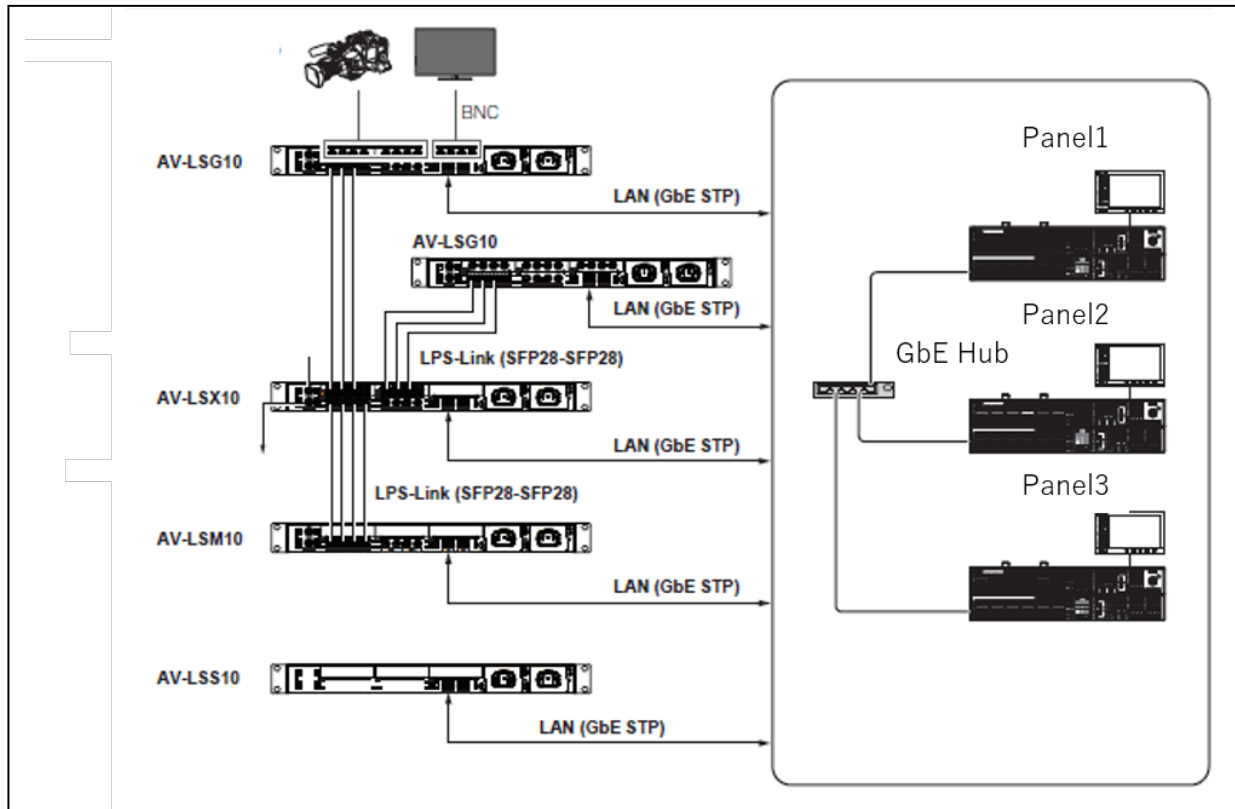 BNC
AV-LSG10
LAN (GbE STP)
AV-LSG10
LAN (GbE STP)
LPS-Link (SFP28-SFP28)
AV-LSX10
LAN (GbE STP)
LPS-Link (SFP28-SFP28)
AV-LSM10
LAN (GbE STP)
AV-LSS10
LAN (GbE STP)
Panel1
Panel2
GbE Hub
Panel3